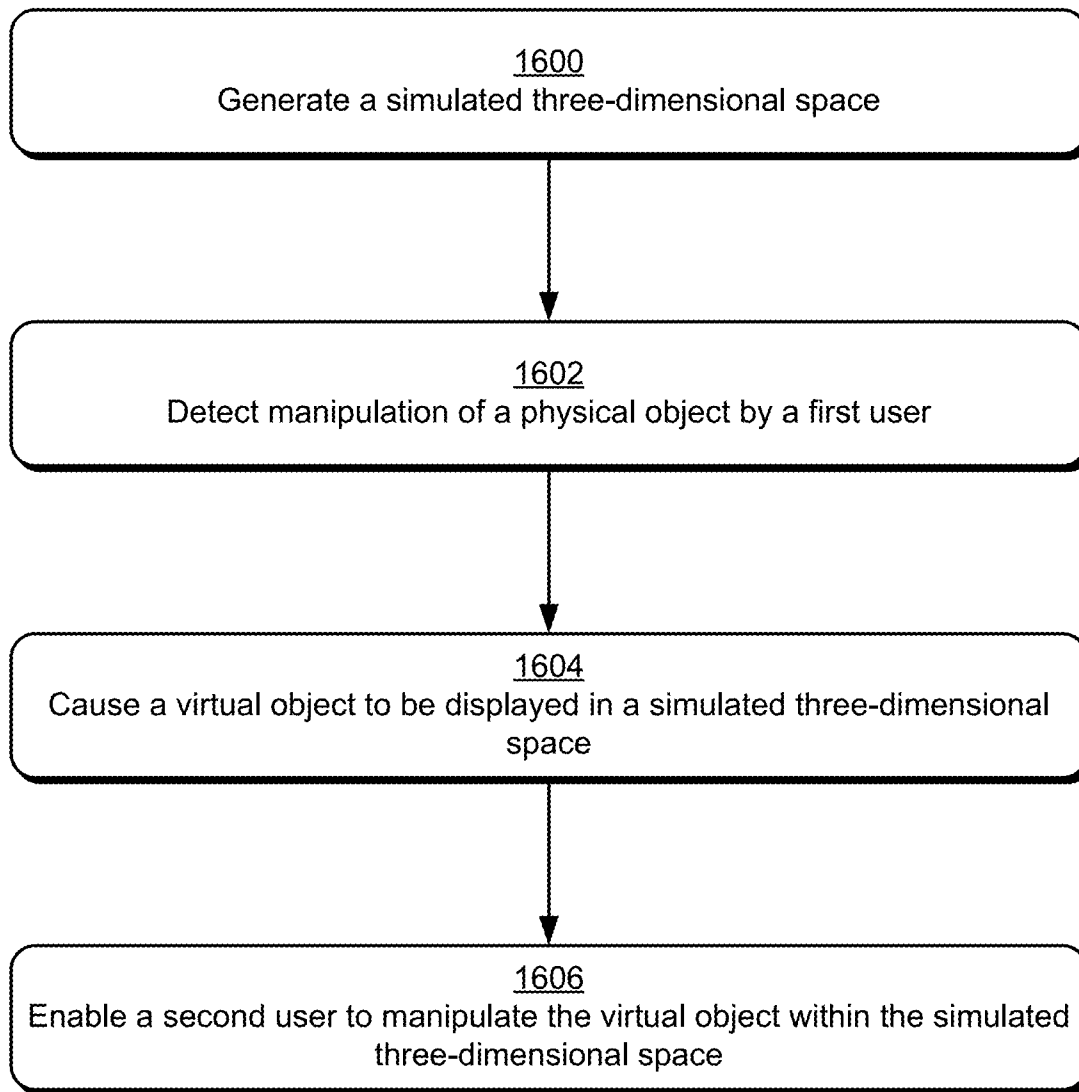 1600
Generate a simulated three-dimensional space
1602
Detect manipulation of a physical object by a first user
1604
Cause a virtual object to be displayed in a simulated three-dimensional
space
1606
Enable a second user to manipulate the virtual object within the simulated
three-dimensional space